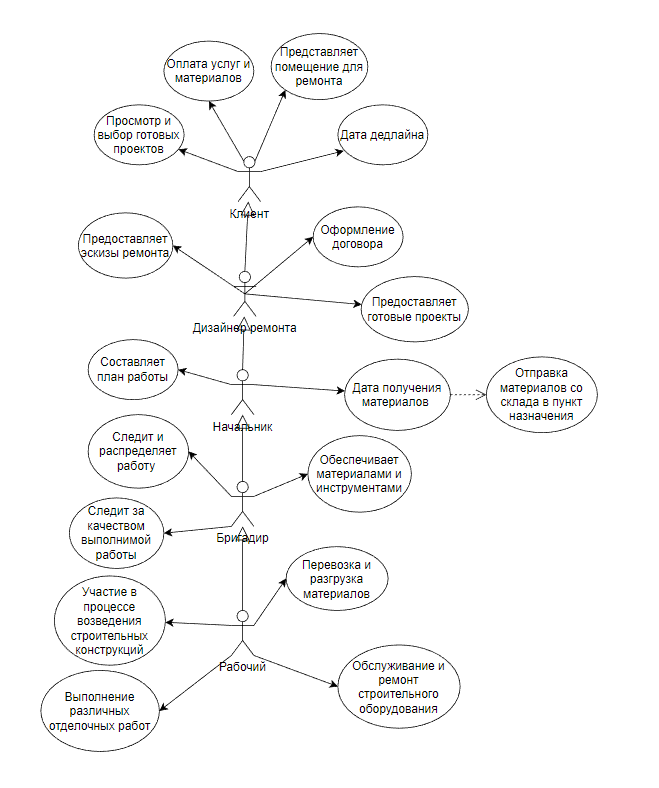 Оплата услуг и
материалов
Представляет
помещение для
ремонта
Просмотр и
выбор готовых
проектов
Дата дедлайна
Клиент
Предоставляет
эскизы ремонта
Оформление
договора
Предоставляет
готовые проекты
Дизайнер ремонта
Составляет
план работы
Дата получения
материалов
Отправка
материалов со
склада в пункт
назначения
Начальник
Следит и
распределяет
работу
Обеспечивает
материалами и
инструментами
Следит за
качеством
выполнимой
работы
Бригадир
Перевозка и
разгрузка
материалов
Участие в
процессе
возведения
строительных
конструкций
Рабочий
Обслуживание и
ремонт
строительного
оборудования
Выполнение
различных
отделочных работ